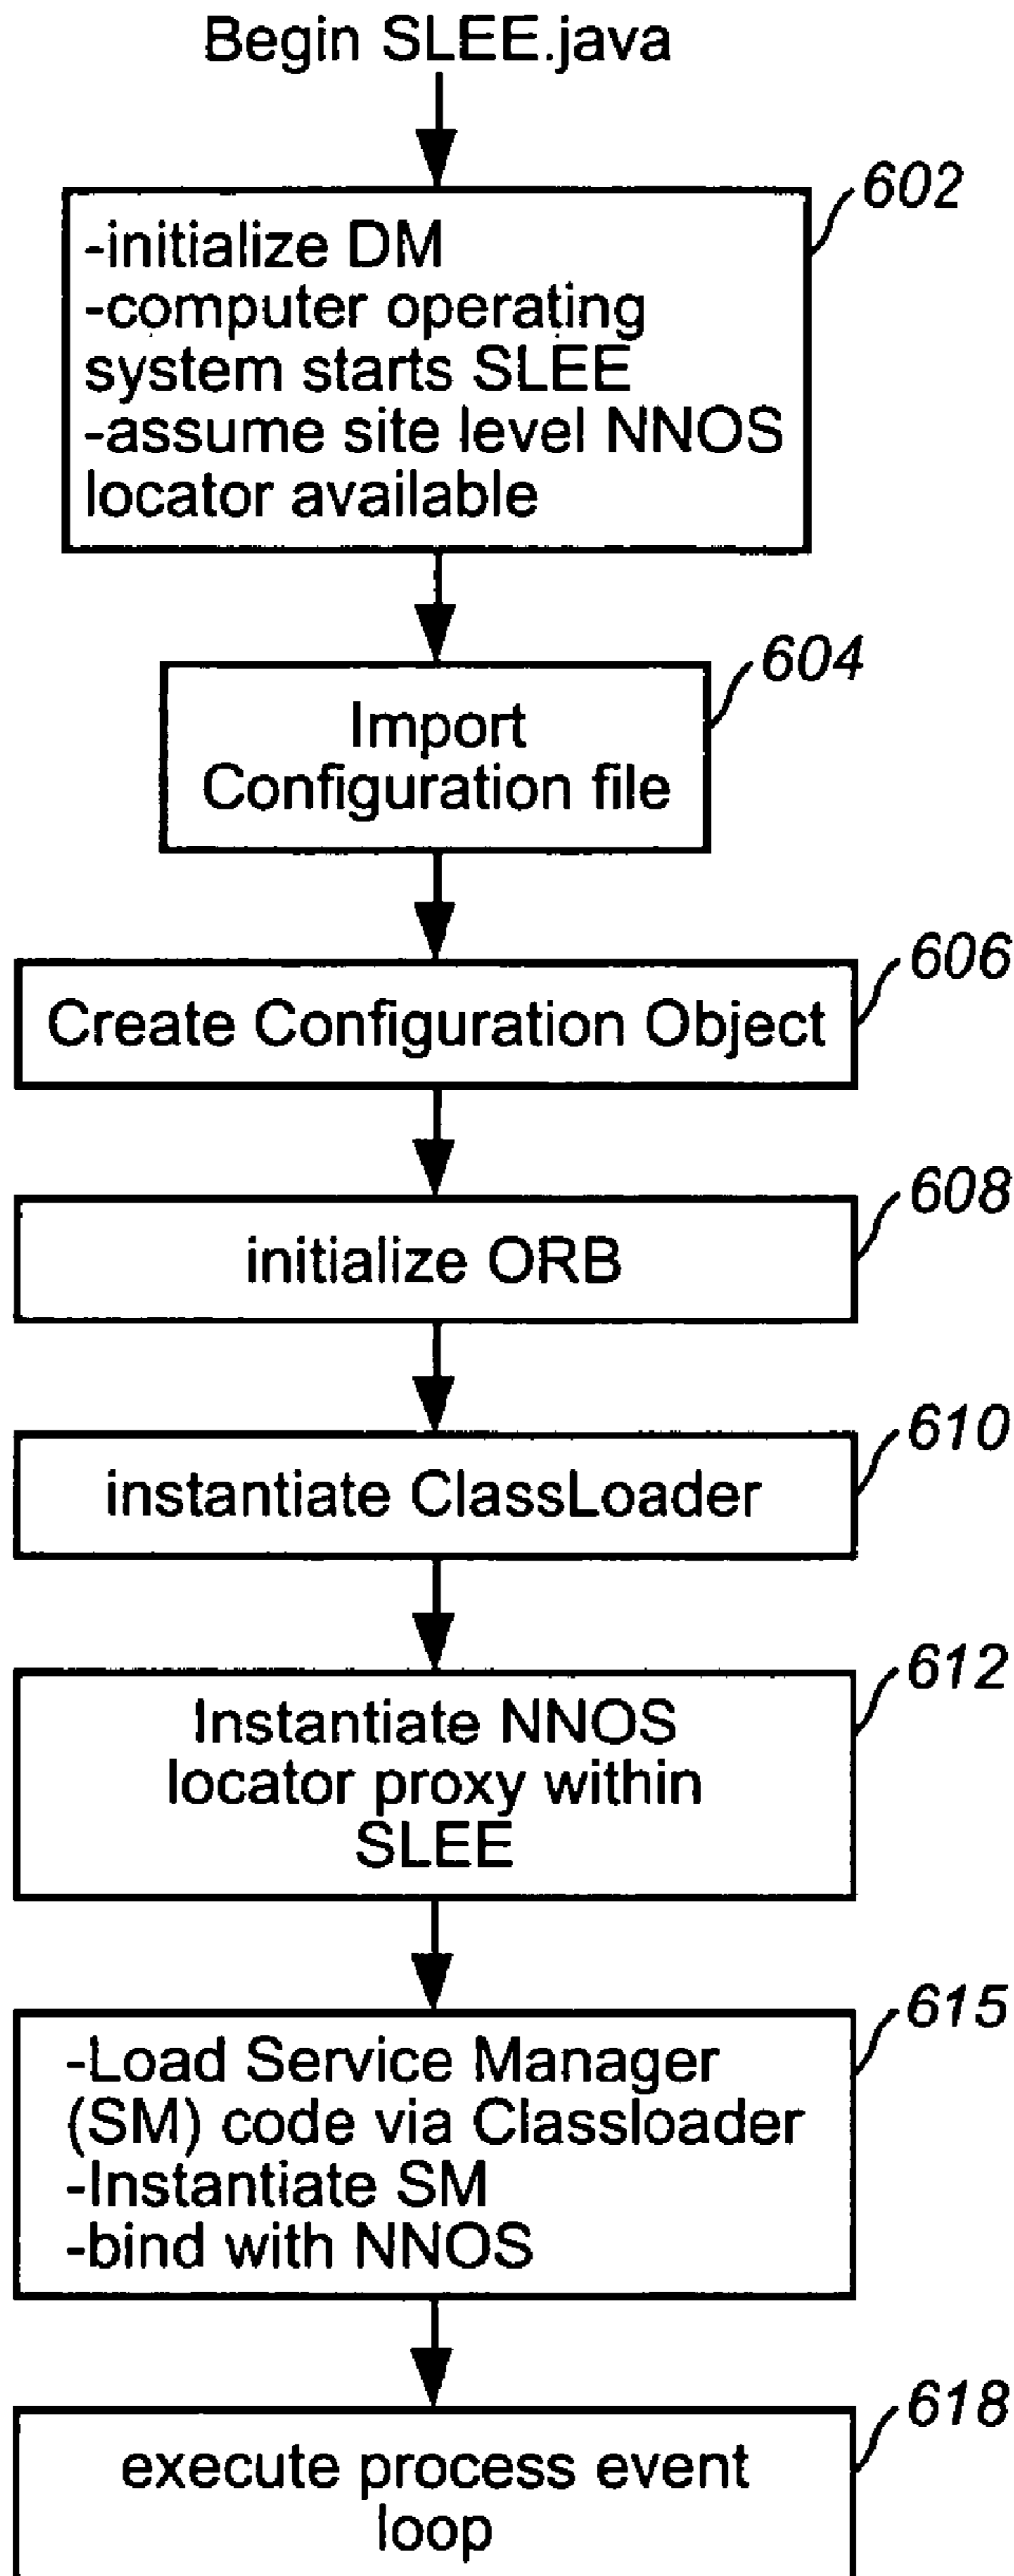 Begin SLEE.java
602
-initialize DM
-computer operating
system starts SLEE
-assume site level NNOS
locator available
604
Import
Configuration file
606
Create Configuration Object
608
initialize ORB
610
instantiate ClassLoader
612
Instantiate NNOS
locator proxy within
SLEE
615
-Load Service Manager
(SM) code via Classloader
-Instantiate SM
-bind with NNOS
618
execute process event
loop